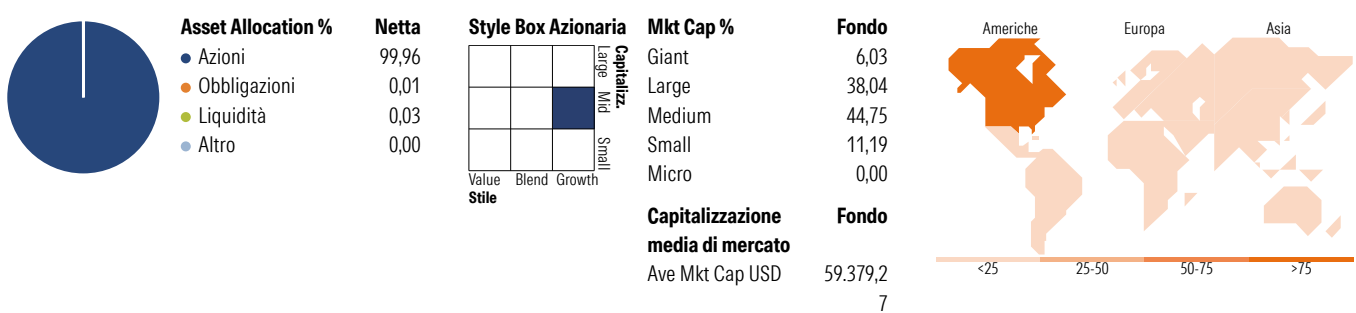 Asset Allocation % Netta
Azioni 99,96
Obbligazioni 0,01
Liquidità 0,03
Altro 0,00
Style Box Azionaria
Capitalizz.
Large
Mid
Small
Value Blend Growth
Stile
Mkt Cap % Fondo
Giant 6,03
Large 38,04
Medium 44,75
Small 11,19
Micro 0,00
Capitalizzazione Fondo
media di mercato
Ave Mkt Cap USD 59.379,2
7
Americhe Europa Asia
<25 25-50 50-75 >75